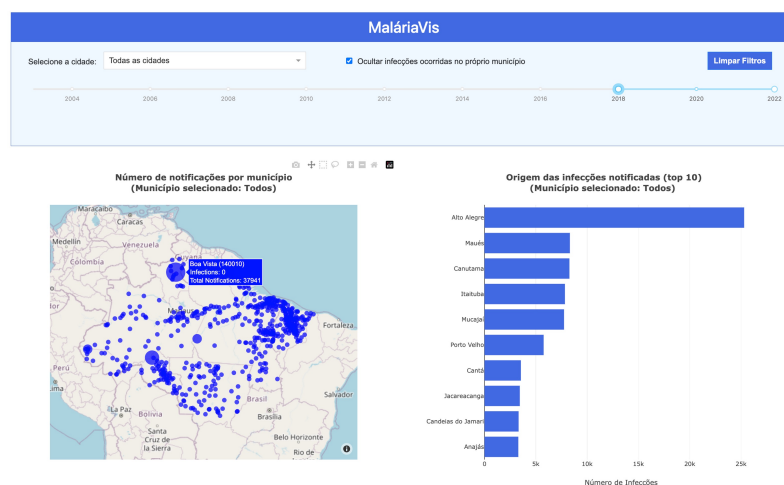 MaláriaVis
Selecione a cidade:
Todas as cidades
Ocultar infecções ocorridas no próprio município
Limpar Filtros
2004
2006
2008
2010
2012
2014
2016
2018
2020
2022
Número de notificações por município
(Município selecionado: Todos)
Maracaibo
Caracas
Medellín
Venezuela
Guyana
Colombia
Boa Vista (140010)
Infections: 0
Total Notifications: 37941
Fortaleza
Perú
Salvador
Brasil
La Paz
Bolivia
Brasília
Santa
Cruz de
la Sierra
Belo Horizonte
Rio de
Origem das infecções notificadas (top 10)
(Município selecionado: Todos)
Alto Alegre
Maués
Canutama
Itaituba
Mucajaí
Porto Velho
Cantá
Jacareacanga
Candeias do Jamari
Anajás
0
5k
10k
15k
20k
25k
Número de Infecções